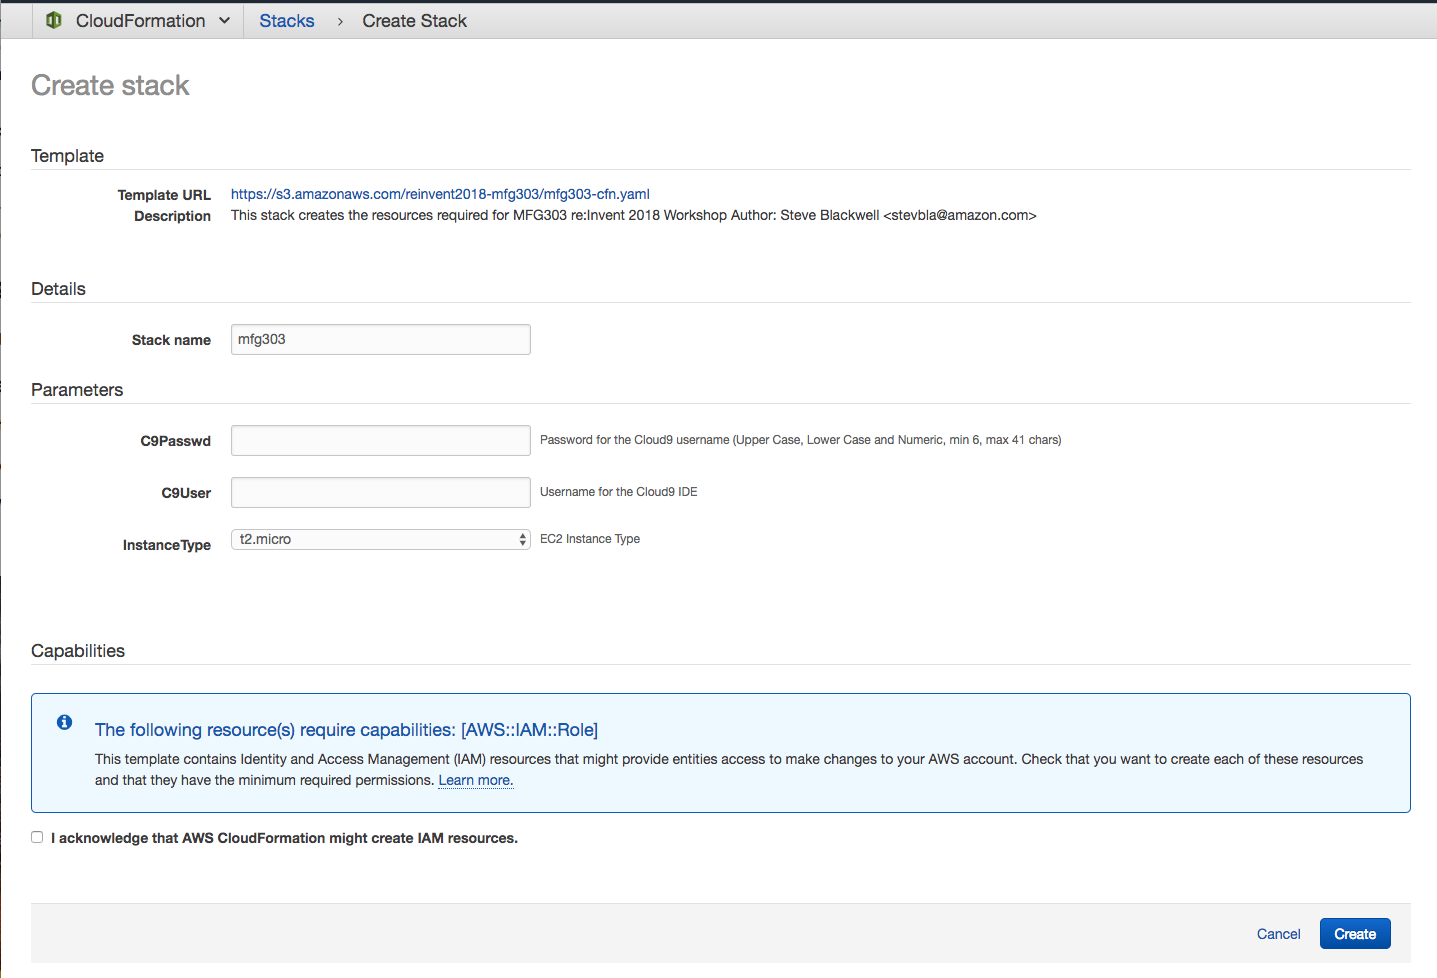 CloudFormation Stacks › Create Stack
Create stack
Template
Template URL https://s3.amazonaws.com/reinvent2018-mfg303/mfg303-cfn.yaml
Description This stack creates the resources required for MFG303 re:Invent 2018 Workshop Author: Steve Blackwell <stevbla@amazon.com>
Details
Stack name mfg303
Parameters
C9Passwd Password for the Cloud9 username (Upper Case, Lower Case and Numeric, min 6, max 41 chars)
C9User Username for the Cloud9 IDE
InstanceType t2.micro EC2 Instance Type
Capabilities
The following resource(s) require capabilities: [AWS::IAM::Role]
This template contains Identity and Access Management (IAM) resources that might provide entities access to make changes to your AWS account. Check that you want to create each of these resources
and that they have the minimum required permissions. Learn more.
I acknowledge that AWS CloudFormation might create IAM resources.
Cancel Create